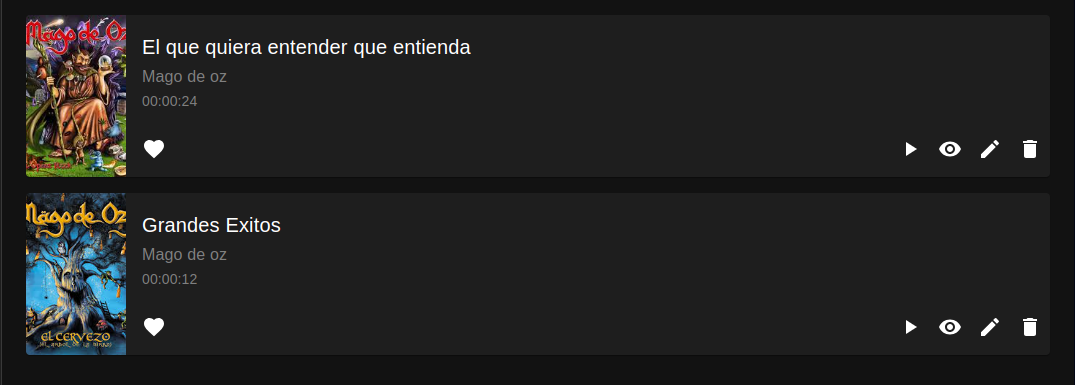 Mägo de Oz
El que quiera entender que entienda
Mago de oz
00:00:24
Mägo de Oz
Grandes Exitos
Mago de oz
00:00:12
EL CERVEZO